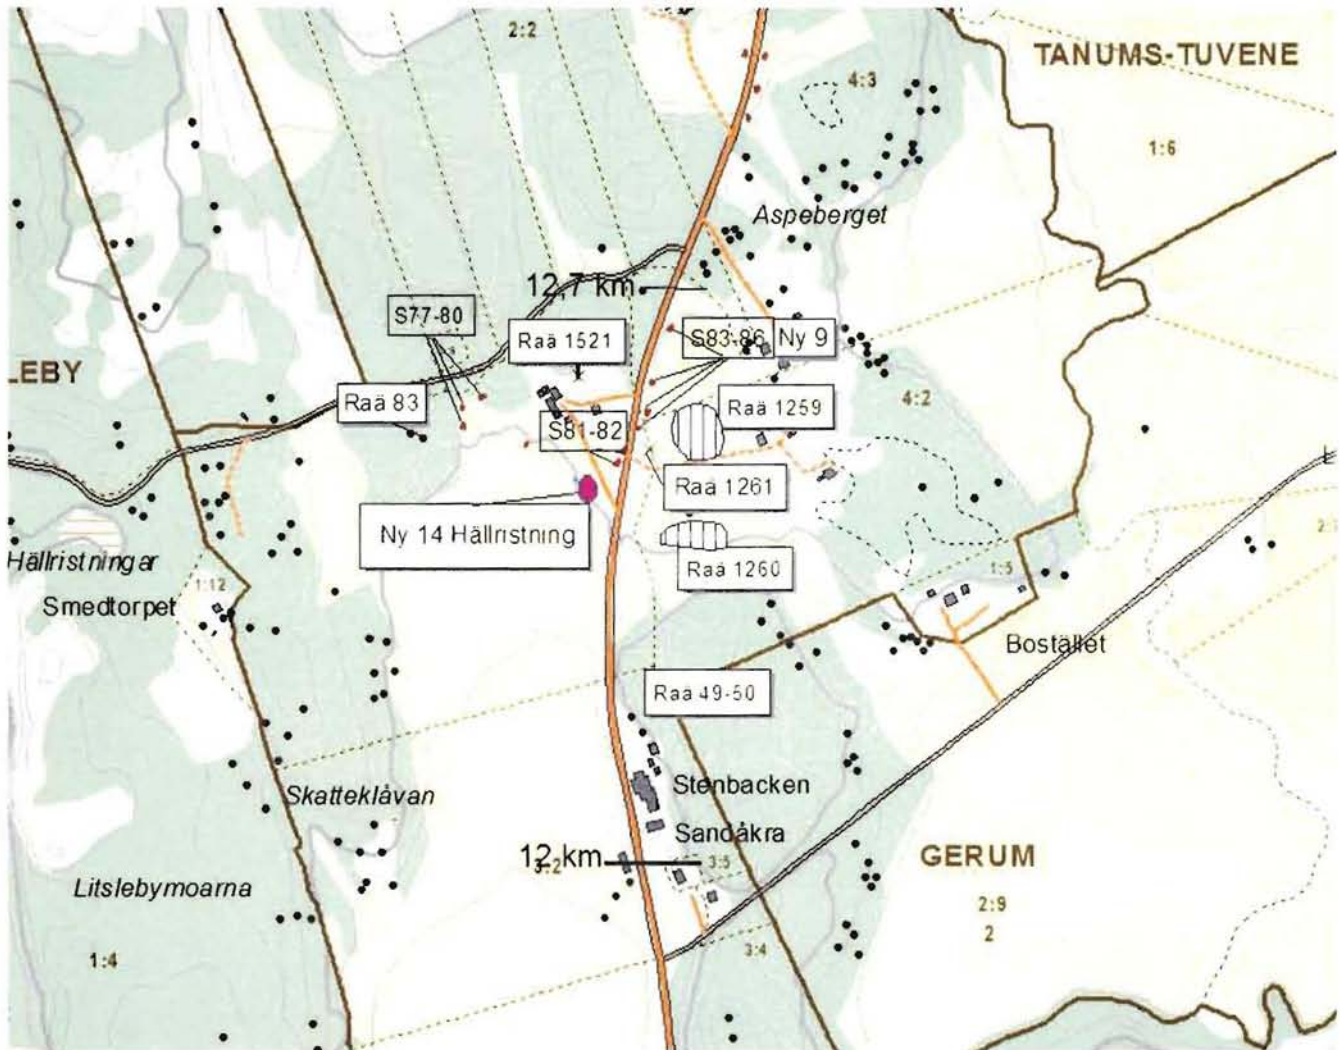 2:2
TANUMS-TUVENE
4:3
1:6
Aspeberget
12,7 km
S77-80
Raä 1521
S83-86
Ny 9
LEBY
Raä 83
Raä 1259
4:2
S81-82
Raä 1261
Ny 14 Hällristning
Hällristningar
Raä 1260
1:5
1:12
Smedtorpet
Bostället
Raä 49-50
Stenbacken
Skatteklåvan
Sandåkra
12 km
3:5
GERUM
Litslebymoarna
2:9
2
3:4
1:4